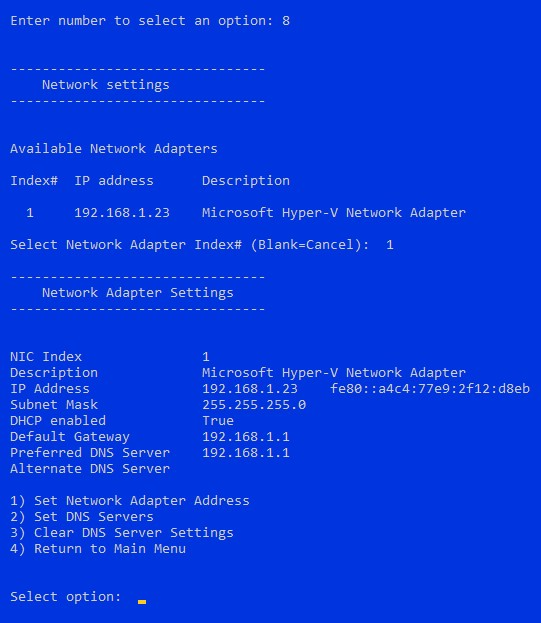 Enter number to select an option: 8
--------------------------------
Network settings
--------------------------------
Available Network Adapters
Index#  IP address      Description
1     192.168.1.23    Microsoft Hyper-V Network Adapter
Select Network Adapter Index# (Blank=Cancel):  1
--------------------------------
Network Adapter Settings
--------------------------------
NIC Index               1
Description             Microsoft Hyper-V Network Adapter
IP Address              192.168.1.23    fe80::a4c4:77e9:2f12:d8eb
Subnet Mask             255.255.255.0
DHCP enabled            True
Default Gateway         192.168.1.1
Preferred DNS Server    192.168.1.1
Alternate DNS Server
1) Set Network Adapter Address
2) Set DNS Servers
3) Clear DNS Server Settings
4) Return to Main Menu
Select option: